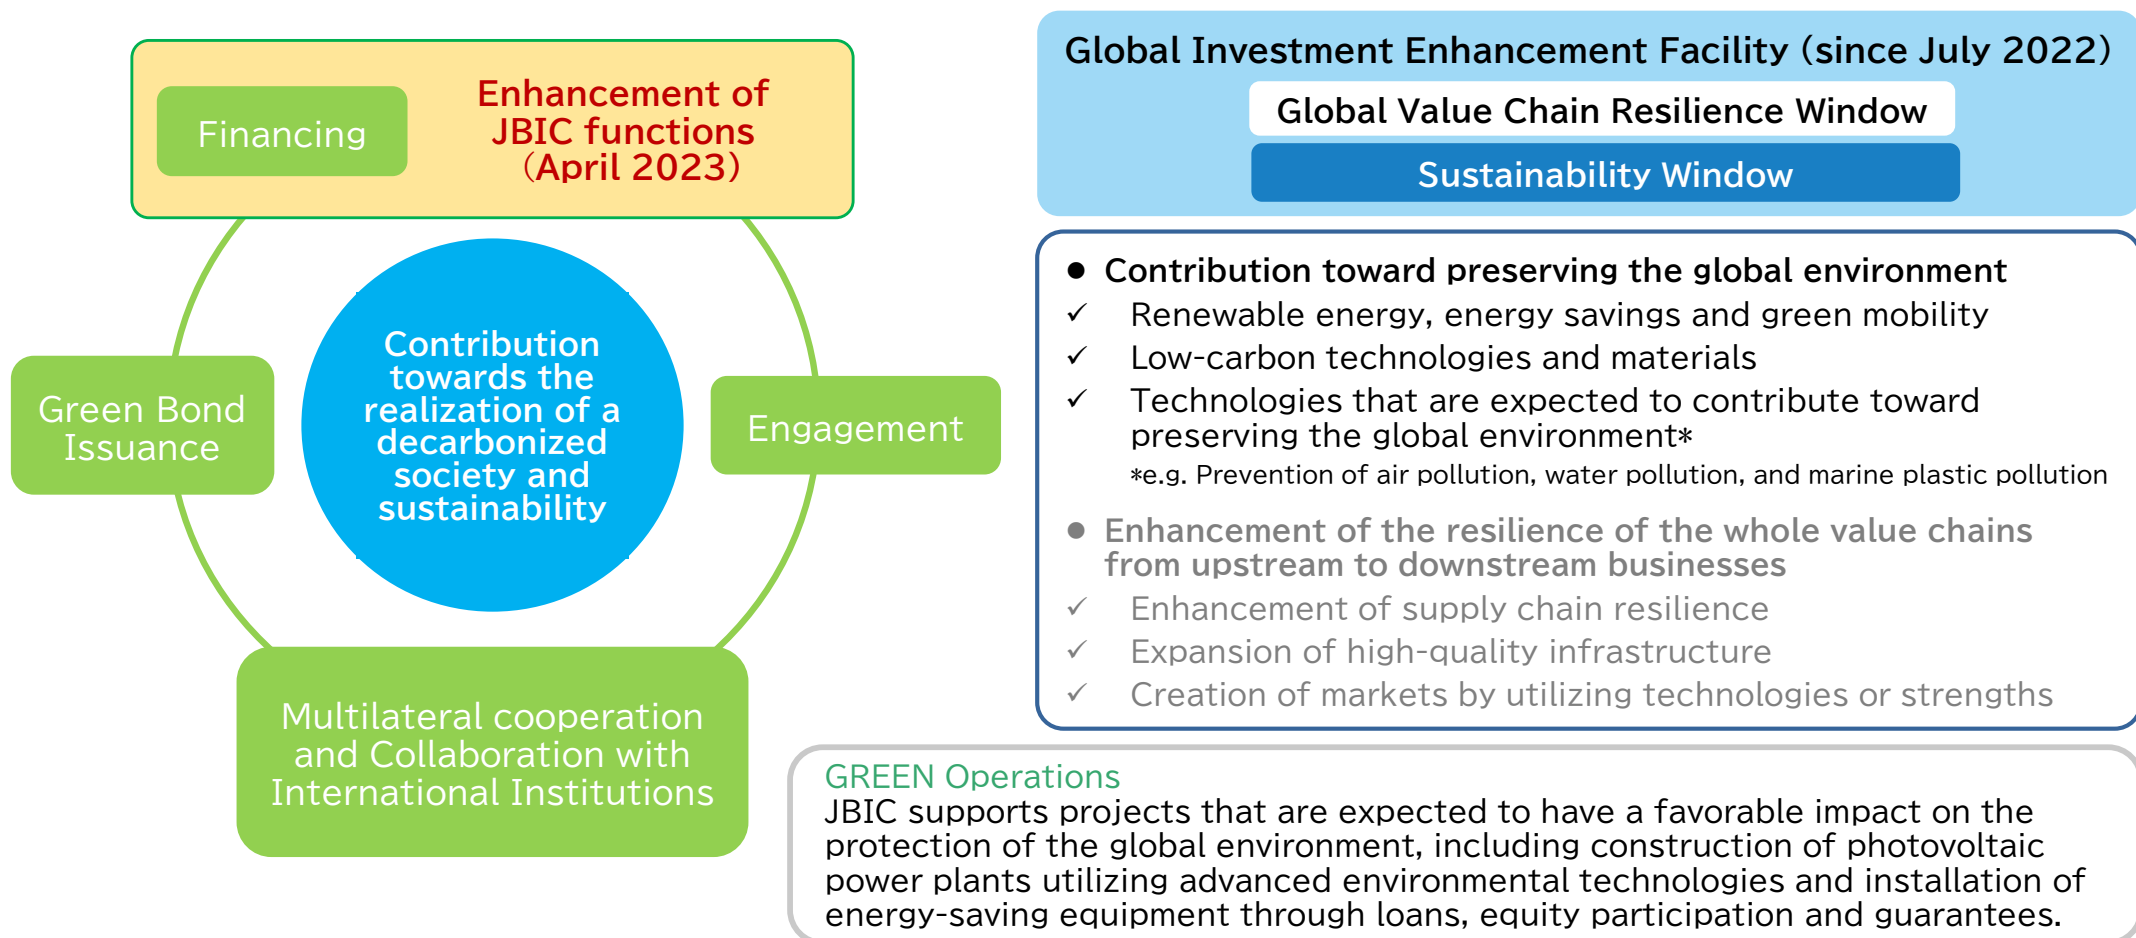 Financing
Enhancement of
JBIC functions
(April 2023)
Contribution
towards the
realization of a
decarbonized
society and
sustainability
Green Bond
Issuance
Engagement
Multilateral cooperation
and Collaboration with
International Institutions
Global Investment Enhancement Facility (since July 2022)
Global Value Chain Resilience Window
Sustainability Window
● Contribution toward preserving the global environment
✓ Renewable energy, energy savings and green mobility
✓ Low-carbon technologies and materials
✓ Technologies that are expected to contribute toward
preserving the global environment*
*e.g. Prevention of air pollution, water pollution, and marine plastic pollution
● Enhancement of the resilience of the whole value chains
from upstream to downstream businesses
✓ Enhancement of supply chain resilience
✓ Expansion of high-quality infrastructure
✓ Creation of markets by utilizing technologies or strengths
GREEN Operations
JBIC supports projects that are expected to have a favorable impact on the
protection of the global environment, including construction of photovoltaic
power plants utilizing advanced environmental technologies and installation of
energy-saving equipment through loans, equity participation and guarantees.